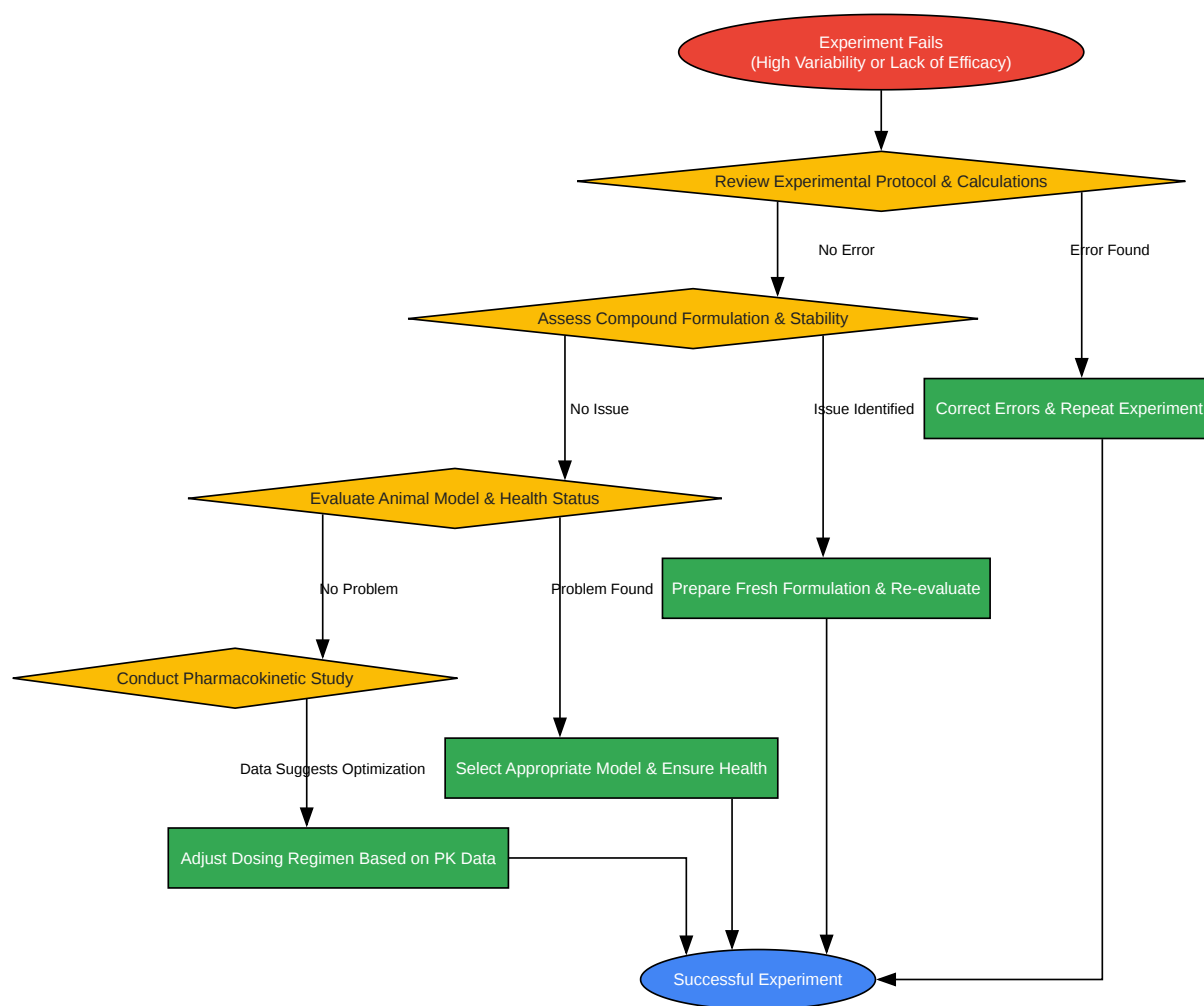 Experiment Fails
(High Variability or Lack of Efficacy)
Review Experimental Protocol & Calculations
No Error
Error Found
Assess Compound Formulation & Stability
No Issue
Issue Identified
Correct Errors & Repeat Experiment
Evaluate Animal Model & Health Status
No Problem
Problem Found
Prepare Fresh Formulation & Re-evaluate
Conduct Pharmacokinetic Study
Data Suggests Optimization
Select Appropriate Model & Ensure Health
Adjust Dosing Regimen Based on PK Data
Successful Experiment